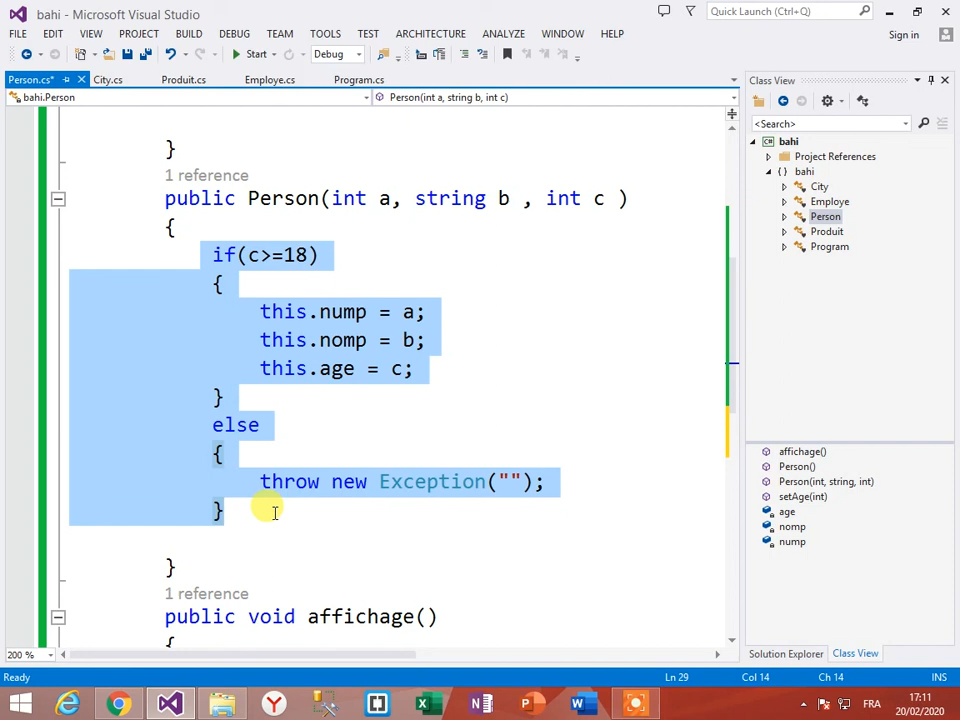 bahi - Microsoft Visual Studio
Quick Launch (Ctrl+Q)
FILE EDIT VIEW PROJECT BUILD DEBUG TEAM TOOLS TEST ARCHITECTURE ANALYZE WINDOW HELP
Sign in
Start Debug
Person.cs* City.cs Produit.cs Employe.cs Program.cs
bahi.Person Person(int a, string b, int c)
}
1 reference
public Person(int a, string b , int c )
{
if(c>=18)
{
this.nump = a;
this.nomp = b;
this.age = c;
}
else
{
throw new Exception("");
}
}
1 reference
public void affichage()
{
200 %
Class View
<Search>
bahi
Project References
bahi
City
Employe
Person
Produit
Program
affichage()
Person()
Person(int, string, int)
setAge(int)
age
nomp
nump
Solution Explorer Class View
Ready Ln 29 Col 14 Ch 14 INS
FR 17:11
20/02/2020